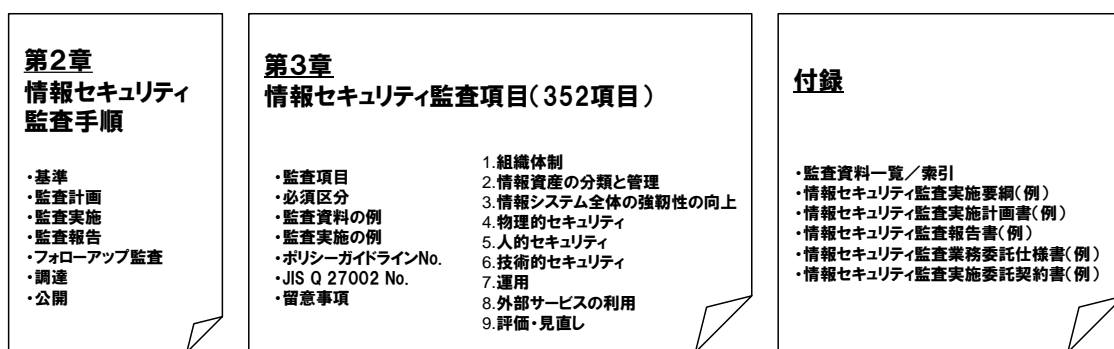 第2章
情報セキュリティ
監査手順
・基準
・監査計画
・監査実施
・監査報告
・フォローアップ監査
・調達
・公開
第3章
情報セキュリティ監査項目(352項目)
・監査項目
・必須区分
・監査資料の例
・監査実施の例
・ポリシーガイドラインNo.
・JIS Q 27002 No.
・留意事項
1.組織体制
2.情報資産の分類と管理
3.情報システム全体の強靭性の向上
4.物理的セキュリティ
5.人的セキュリティ
6.技術的セキュリティ
7.運用
8.外部サービスの利用
9.評価・見直し
付録
・監査資料一覧/索引
・情報セキュリティ監査実施要綱(例)
・情報セキュリティ監査実施計画書(例)
・情報セキュリティ監査報告書(例)
・情報セキュリティ監査業務委託仕様書(例)
・情報セキュリティ監査実施委託契約書(例)